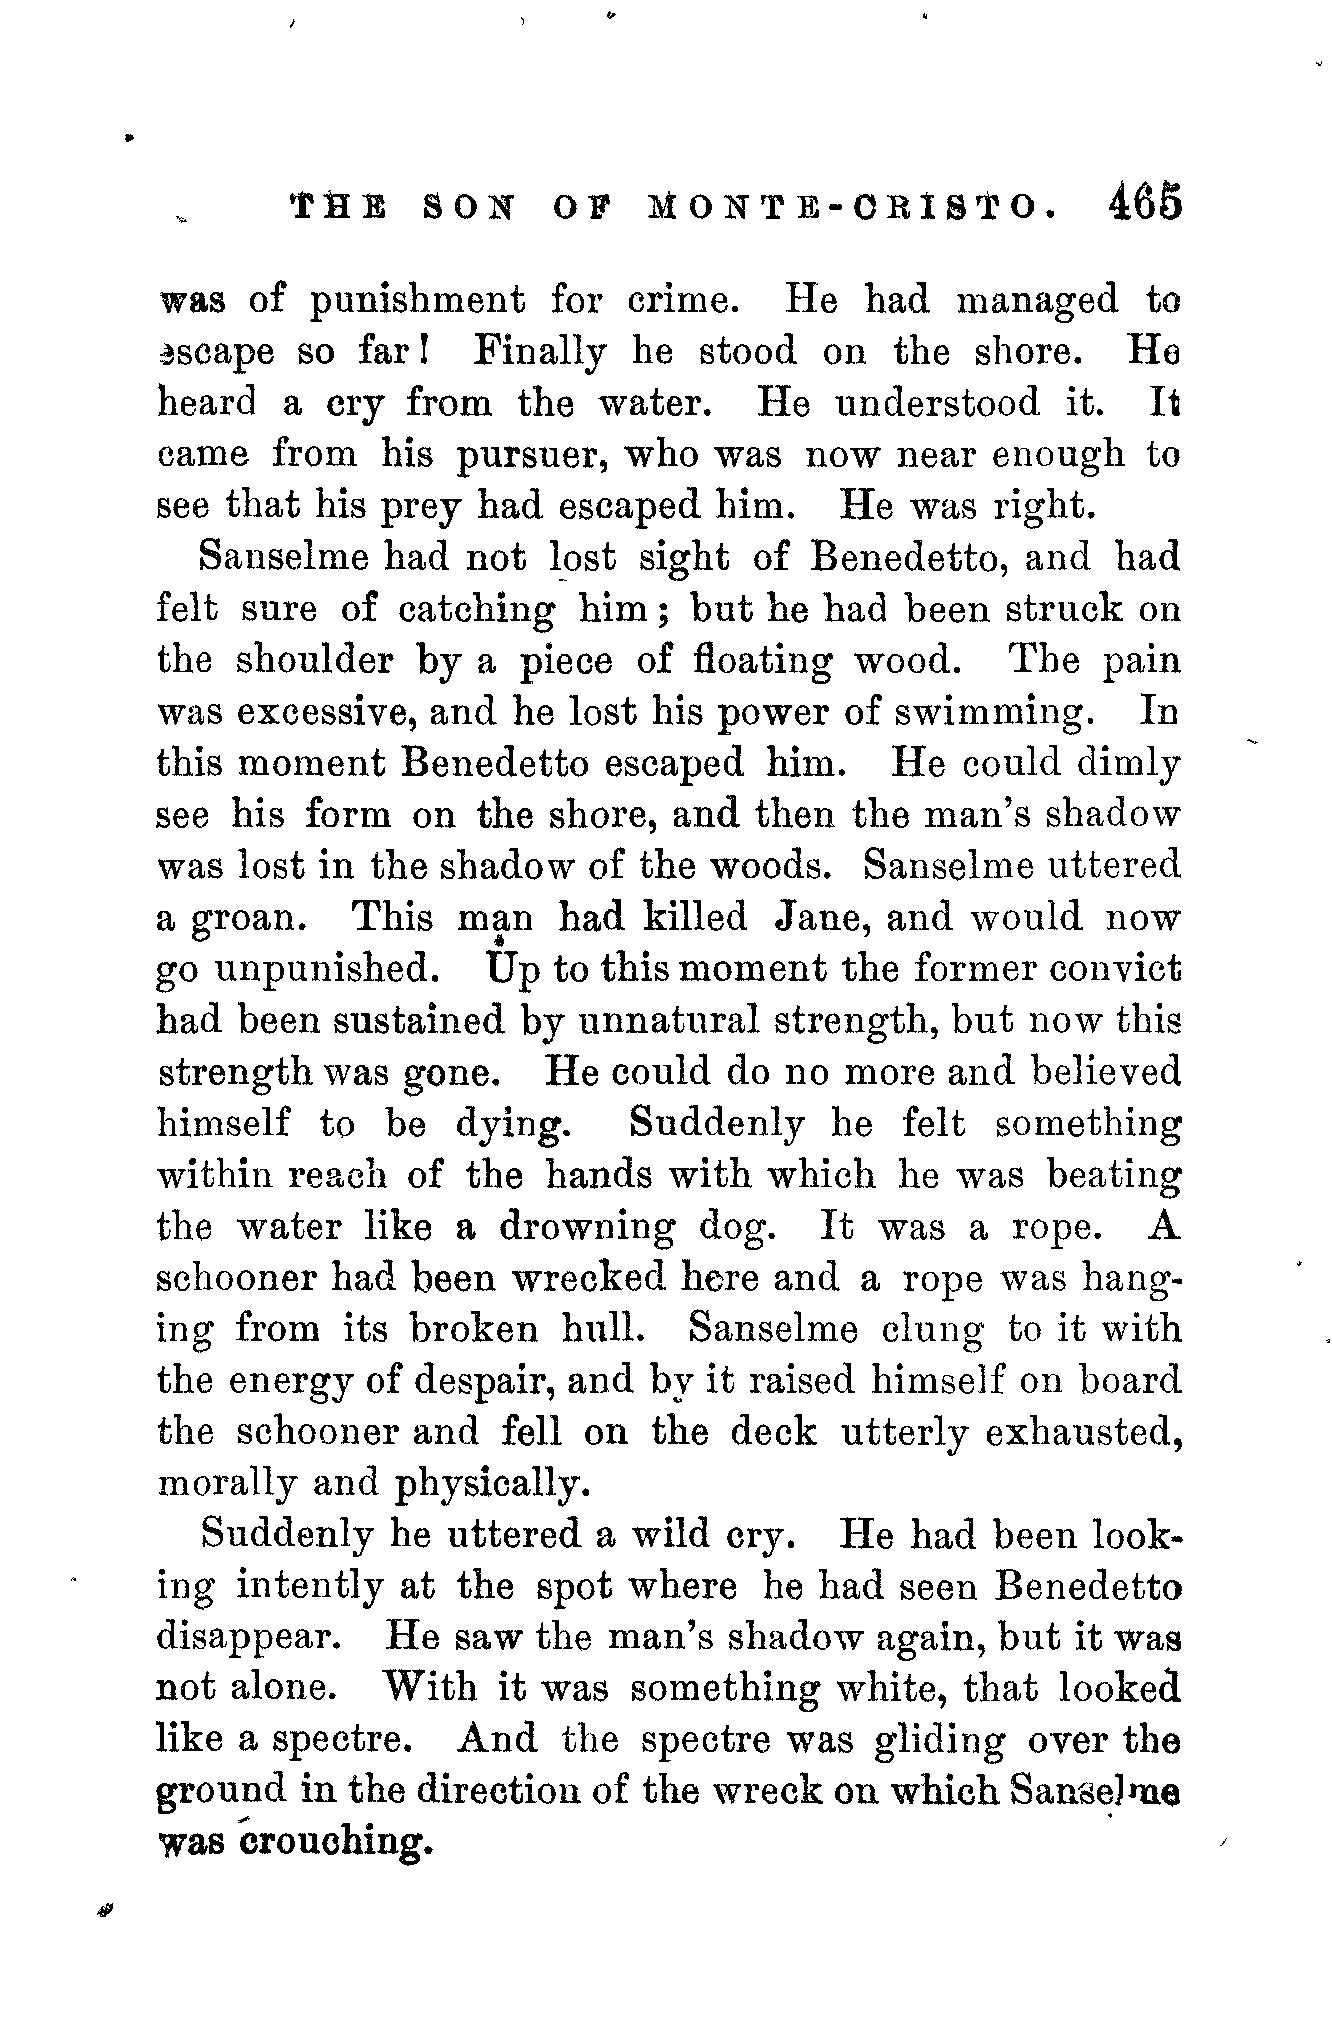 THE SON OF MONTE-CRISTO. 465
was of punishment for crime. He had managed to
escape so far! Finally he stood on the shore. He
heard a cry from the water. He understood it. It
came from his pursuer, who was now near enough to
see that his prey had escaped him. He was right.
Sanselme had not lost sight of Benedetto, and had
felt sure of catching him; but he had been struck on
the shoulder by a piece of floating wood. The pain
was excessive, and he lost his power of swimming. In
this moment Benedetto escaped him. He could dimly
see his form on the shore, and then the man's shadow
was lost in the shadow of the woods. Sanselme uttered
a groan. This man had killed Jane, and would now
go unpunished. Up to this moment the former convict
had been sustained by unnatural strength, but now this
strength was gone. He could do no more and believed
himself to be dying. Suddenly he felt something
within reach of the hands with which he was beating
the water like a drowning dog. It was a rope. A
schooner had been wrecked here and a rope was hang-
ing from its broken hull. Sanselme clung to it with
the energy of despair, and by it raised himself on board
the schooner and fell on the deck utterly exhausted,
morally and physically.
Suddenly he uttered a wild cry. He had been look-
ing intently at the spot where he had seen Benedetto
disappear. He saw the man's shadow again, but it was
not alone. With it was something white, that looked
like a spectre. And the spectre was gliding over the
ground in the direction of the wreck on which Sanselme
was crouching.